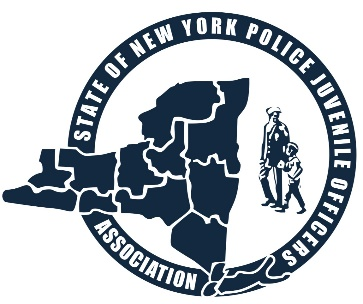 STATE OF NEW YORK POLICE JUVENILE OFFICERS
ASSOCIATION